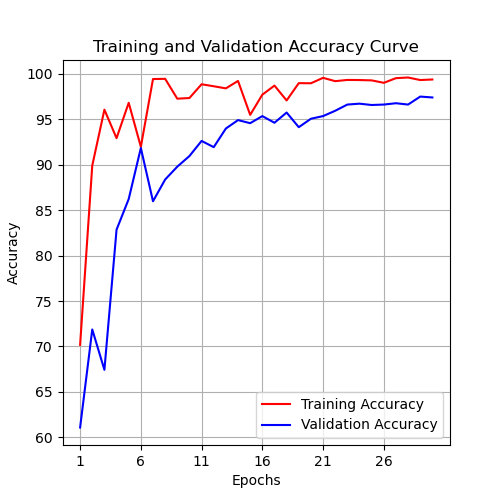 Training and Validation Accuracy Curve
Accuracy
100
95
90
85
80
75
70
65
60
Training Accuracy
Validation Accuracy
1 6 11 16 21 26
Epochs